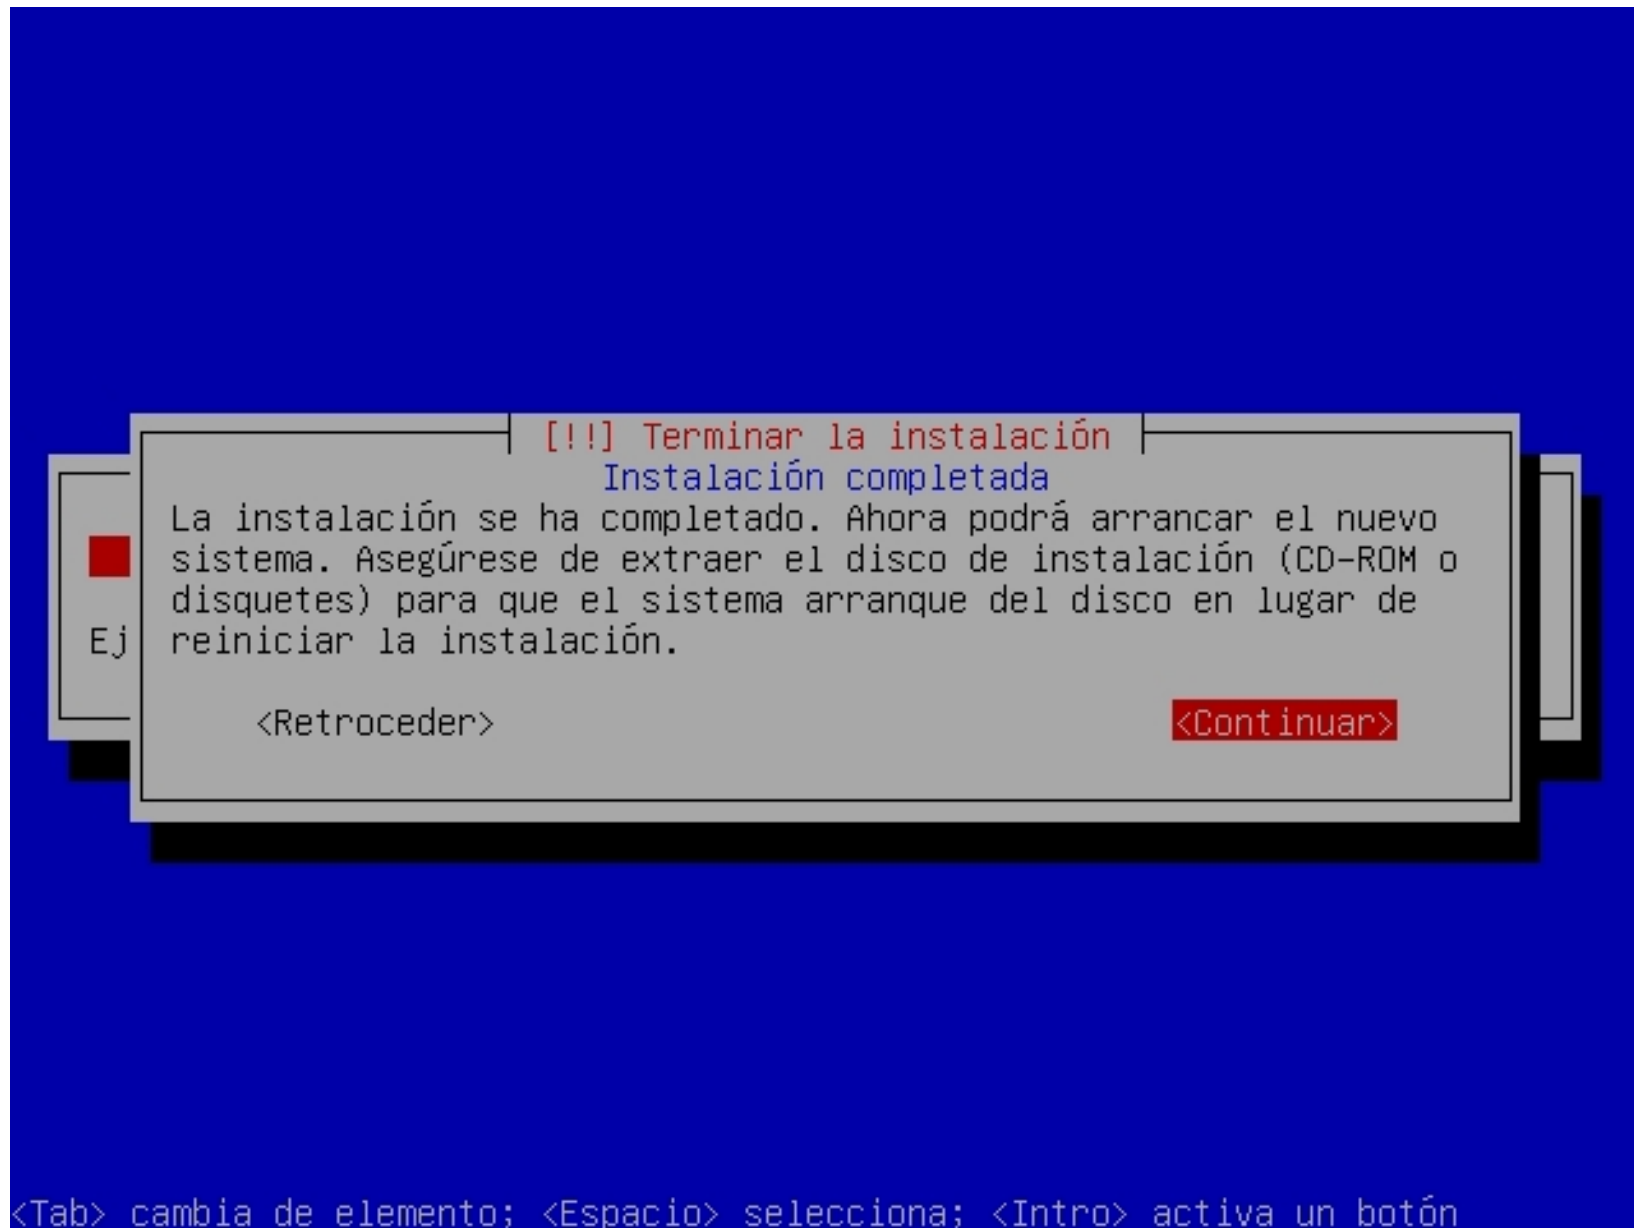 [!!] Terminar la instalación
Instalación completada
La instalación se ha completado. Ahora podrá arrancar el nuevo
sistema. Asegúrese de extraer el disco de instalación (CD-ROM o
disquetes) para que el sistema arranque del disco en lugar de
Ej
reiniciar la instalación.
<Retroceder> <Continuar>
<Tab> cambia de elemento; <Espacio> selecciona; <Intro> activa un botón